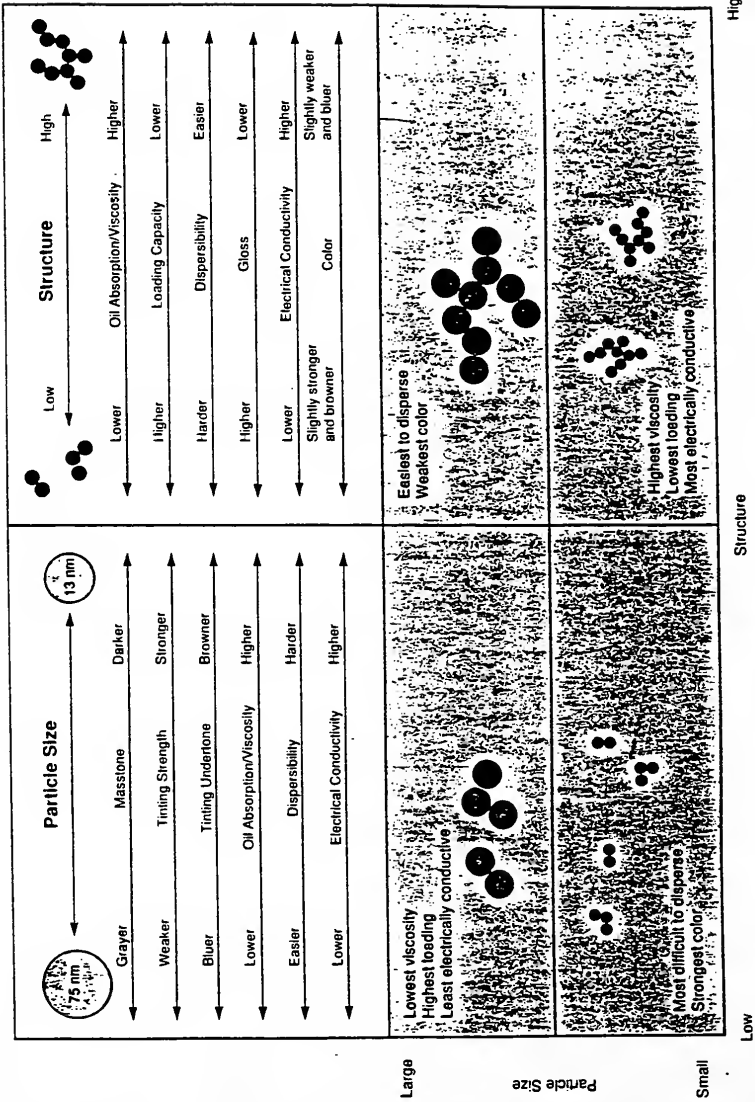 Particle Size
75 nm
13 nm
Grayer Masstone Darker
Weaker Tinting Strength Stronger
Bluer Tinting Undertone Browner
Lower Oil Absorption/Viscosity Higher
Easier Dispersibility Harder
Lower Electrical Conductivity Higher
Structure
Low High
Lower Oil Absorption/Viscosity Higher
Higher Loading Capacity Lower
Harder Dispersibility Easier
Higher Gloss Lower
Lower Electrical Conductivity Higher
Slightly stronger
and browner
Color
Slightly weaker
and bluer
Large
Particle Size
Small
Lowest viscosity
Highest loading
Least electrically conductive
Easiest to disperse
Weakest color
Most difficult to disperse
Strongest color
Highest viscosity
Lowest loading
Most electrically conductive
Low
Structure
Hig